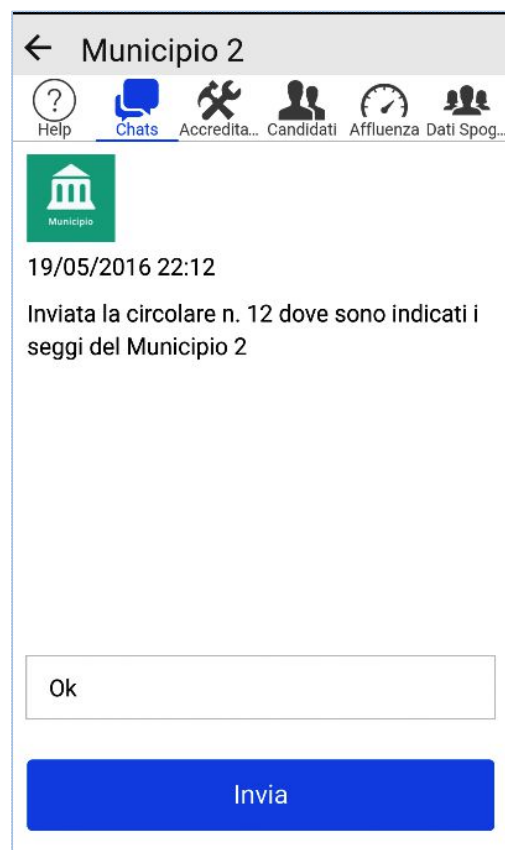 Municipio 2
?
Help
Chats
Accredita...
Candidati
Affluenza
Dati Spog...
Municipio
19/05/2016 22:12
Inviata la circolare n. 12 dove sono indicati i
seggi del Municipio 2
Ok
Invia